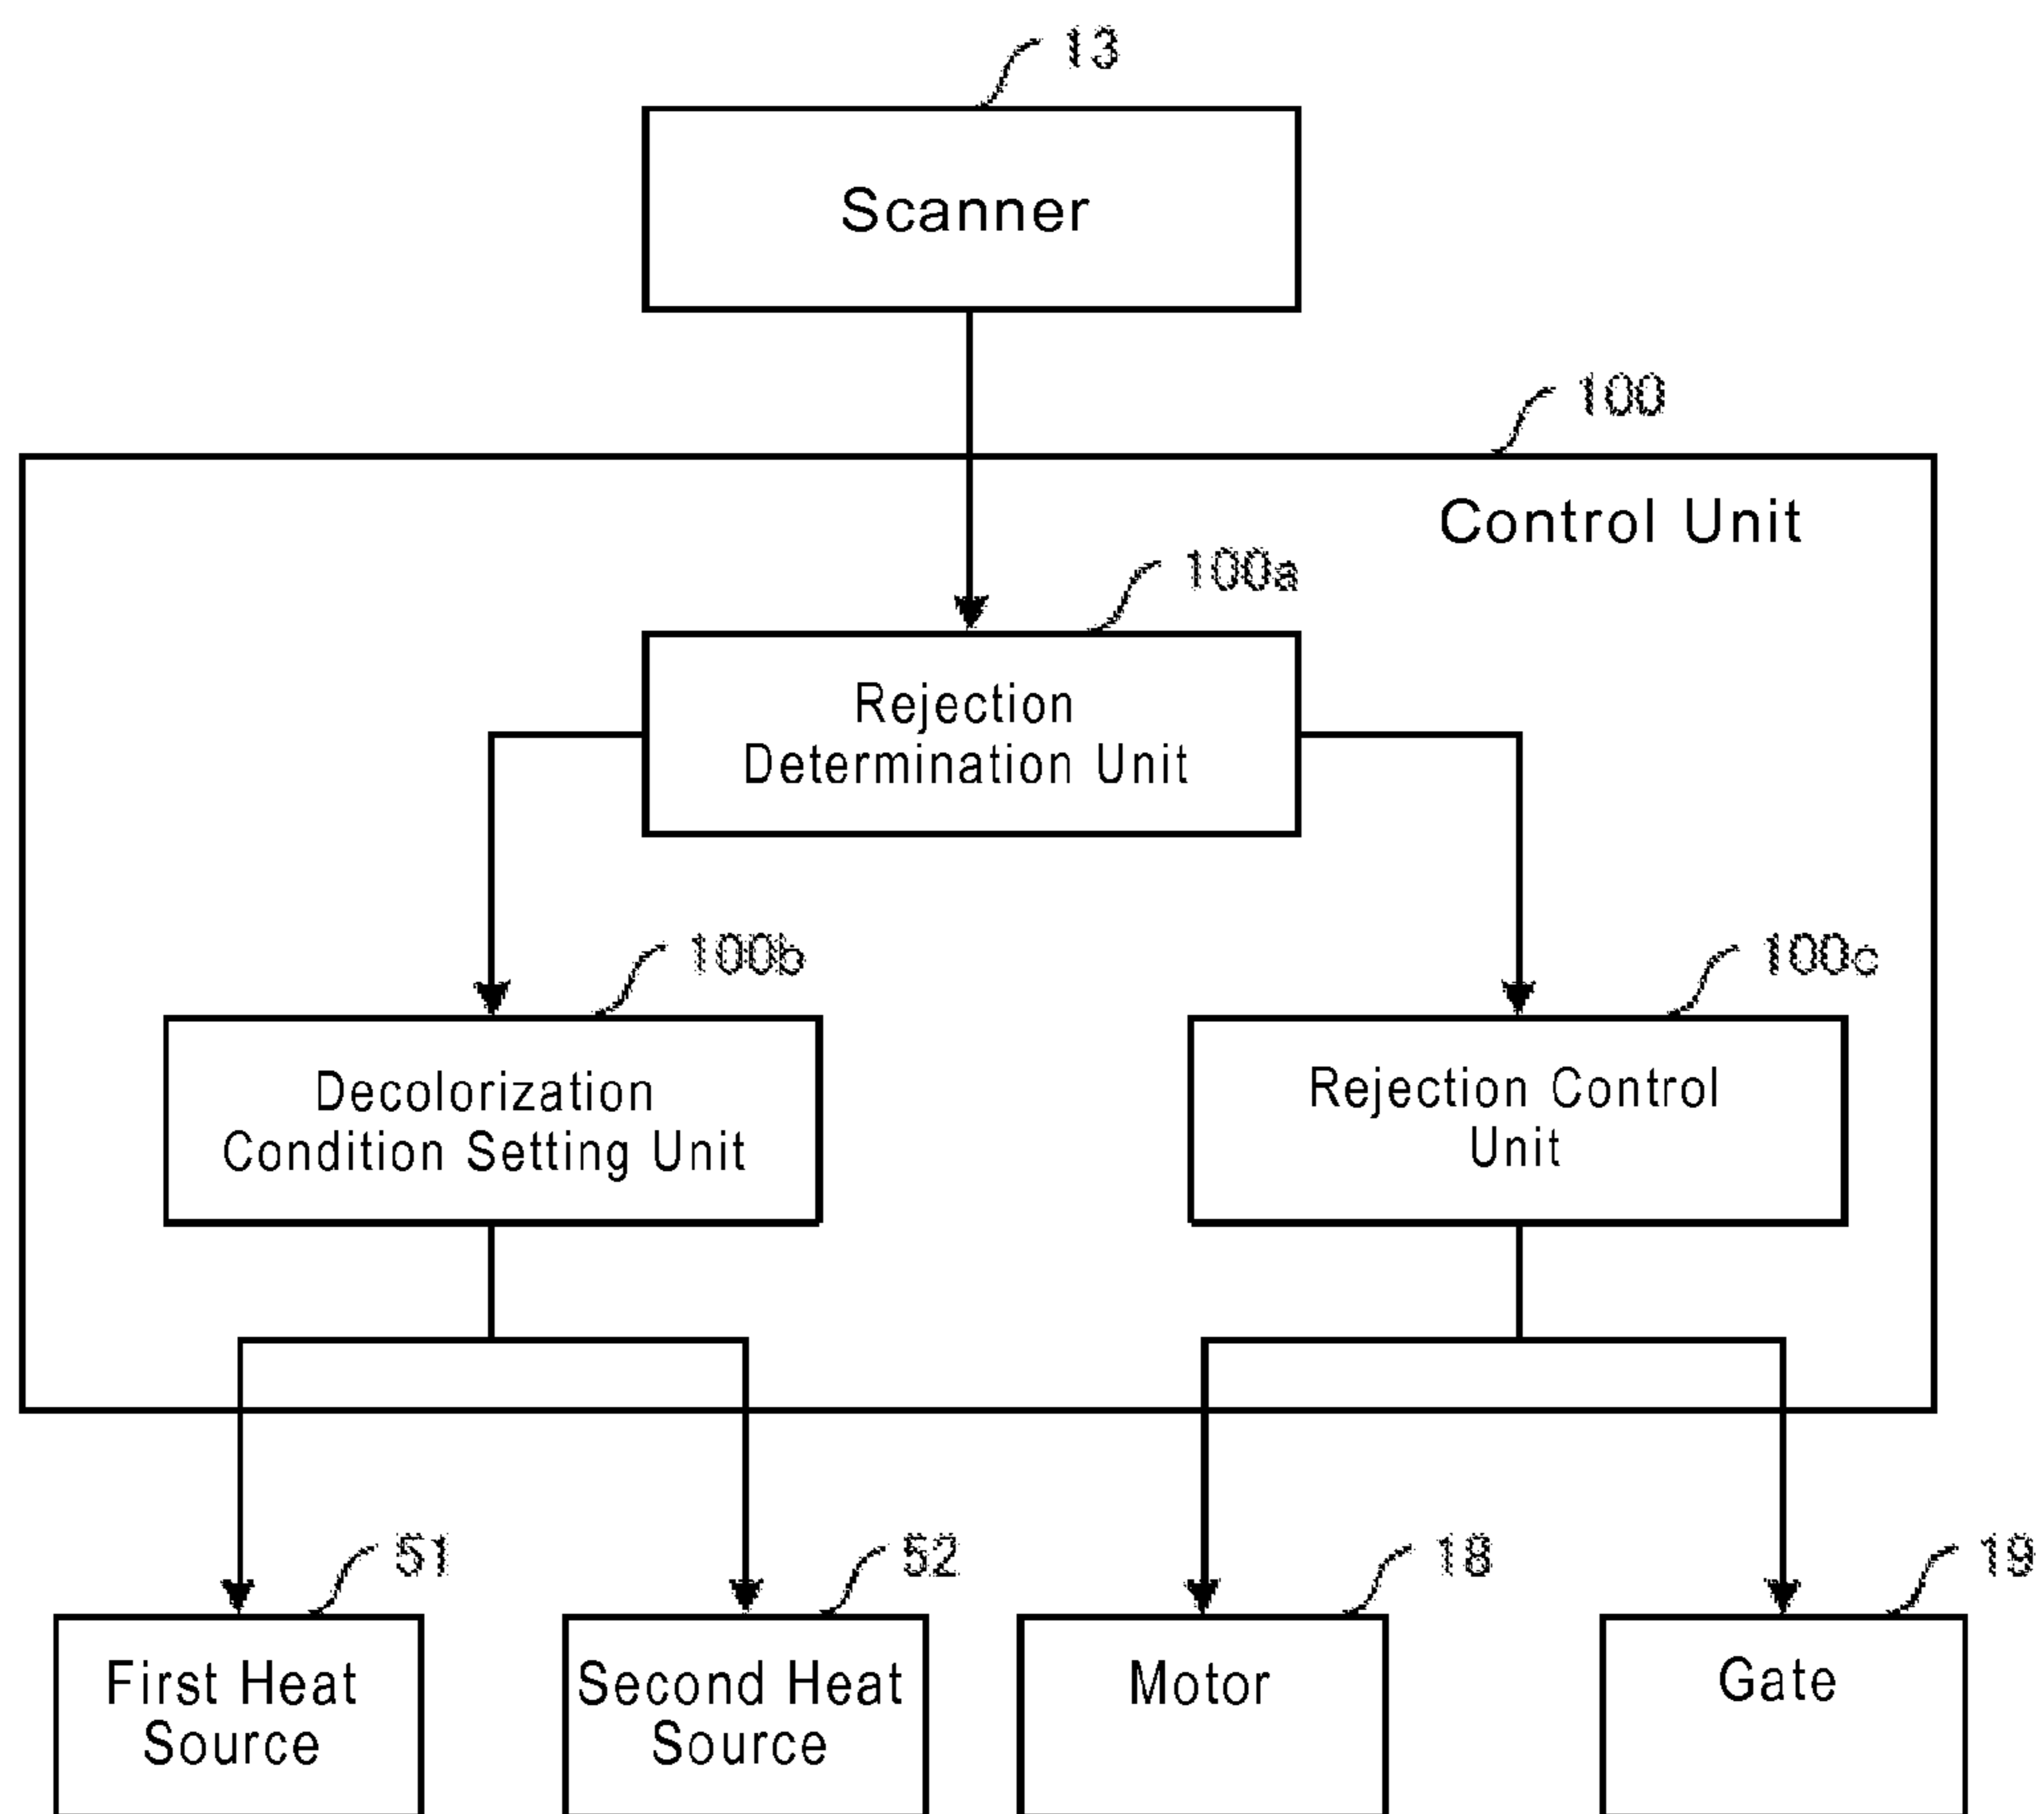 13
Scanner
100
Control Unit
100a
Rejection
Determination Unit
100b
100c
Decolorization
Condition Setting Unit
Rejection Control
Unit
51
52
18
19
First Heat
Source
Second Heat
Source
Motor
Gate